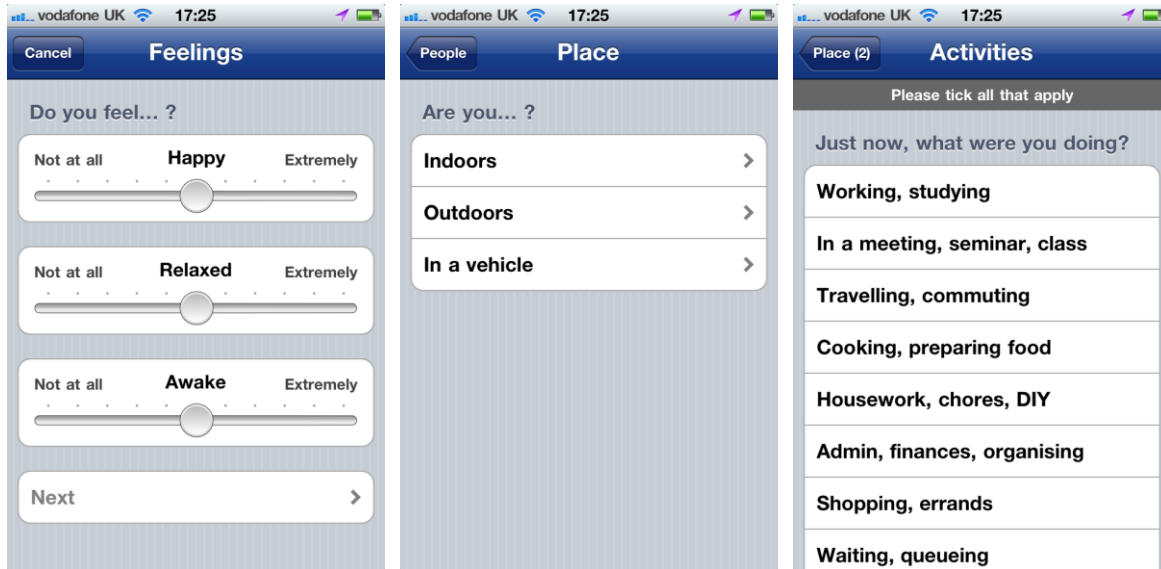 vodafone UK 17:25
Cancel Feelings
Do you feel... ?
Not at all Happy Extremely
Not at all Relaxed Extremely
Not at all Awake Extremely
Next
vodafone UK 17:25
People Place
Are you... ?
Indoors
Outdoors
In a vehicle
vodafone UK 17:25
Place (2) Activities
Please tick all that apply
Just now, what were you doing?
Working, studying
In a meeting, seminar, class
Travelling, commuting
Cooking, preparing food
Housework, chores, DIY
Admin, finances, organising
Shopping, errands
Waiting, queueing